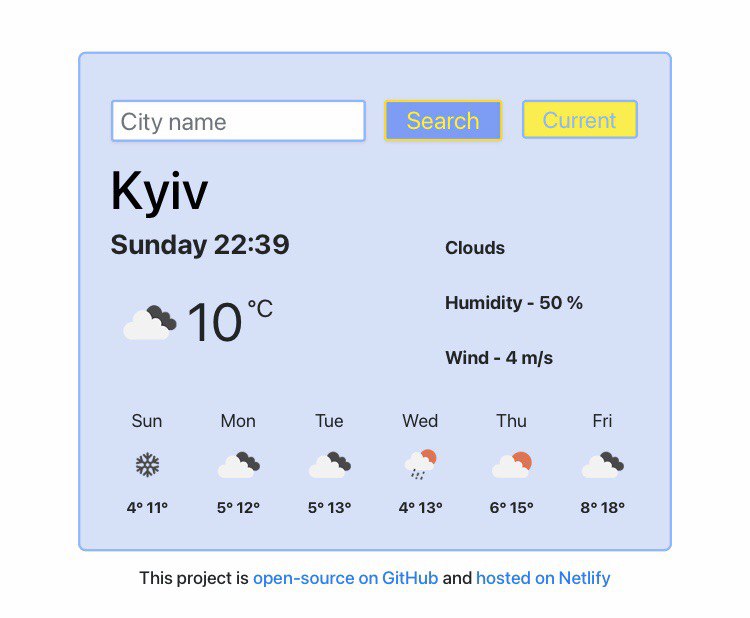 City name Search Current
Kyiv
Sunday 22:39
Clouds
10 °C
Humidity - 50 %
Wind - 4 m/s
Sun Mon Tue Wed Thu Fri
4° 11° 5° 12° 5° 13° 4° 13° 6° 15° 8° 18°
This project is open-source on GitHub and hosted on Netlify